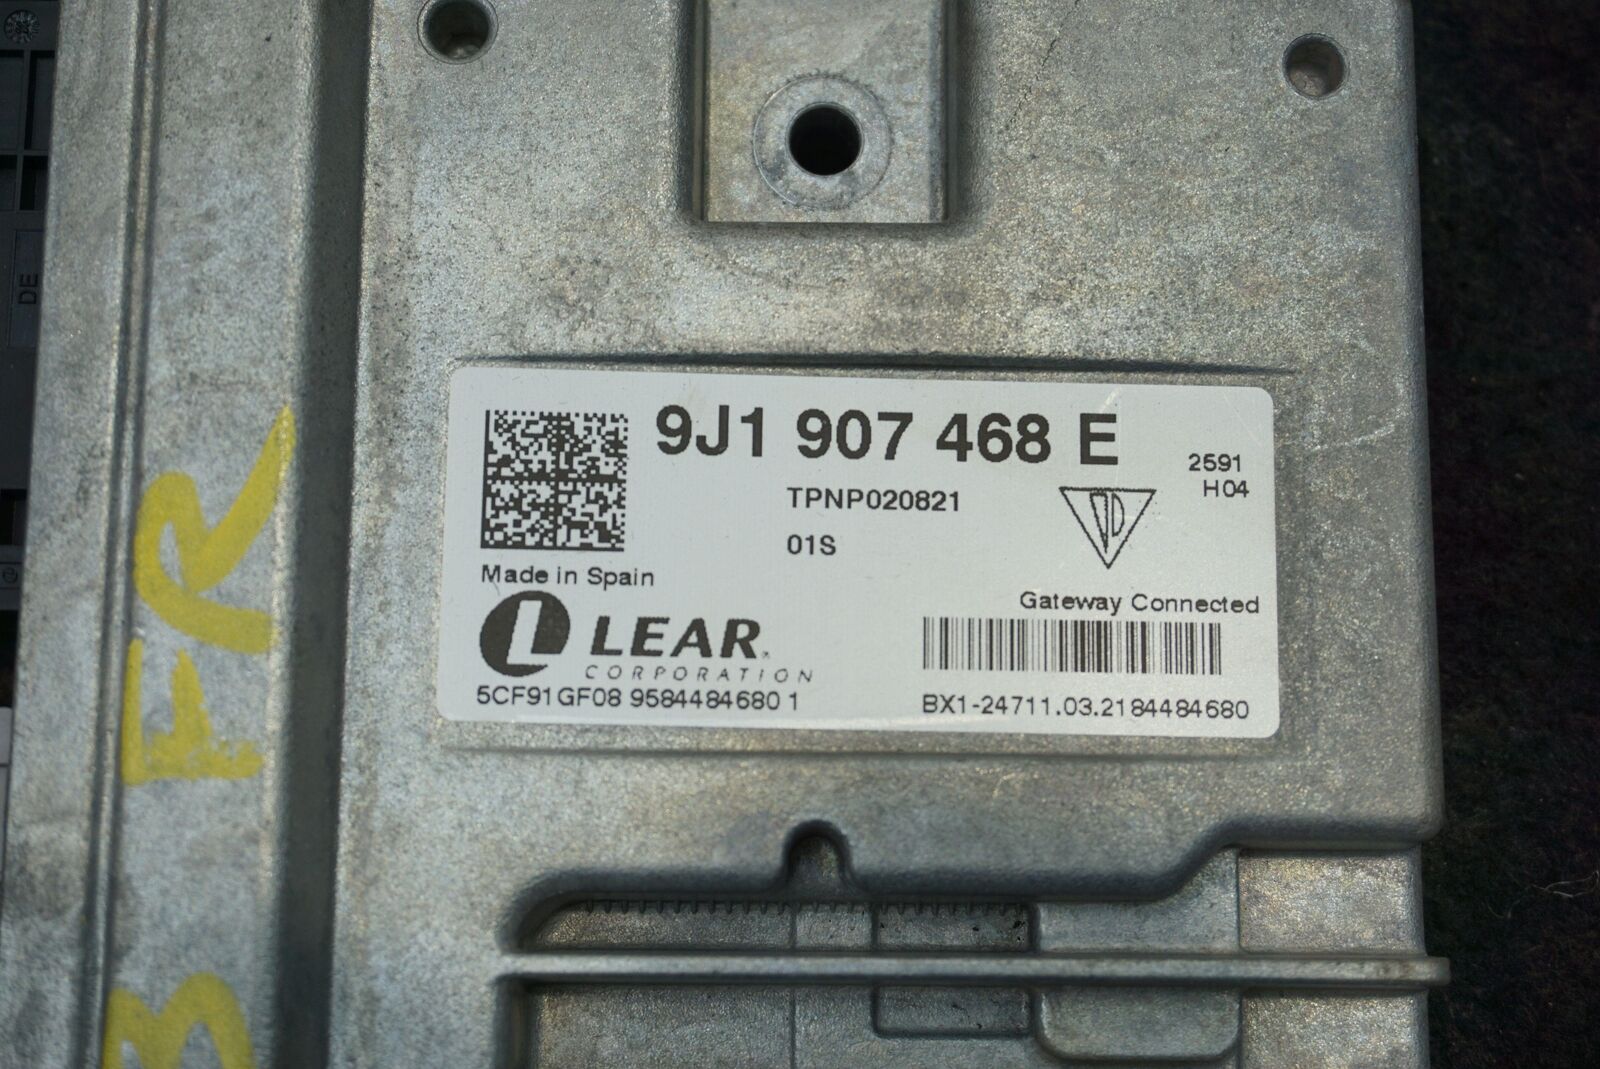 9J1 907 468 E
2591
H04
TPNP020821
01S
Made in Spain
LEAR
CORPORATION
5CF91GF08 9584484680 1
Gateway Connected
BX1-24711.03.2184484680
DE
FR